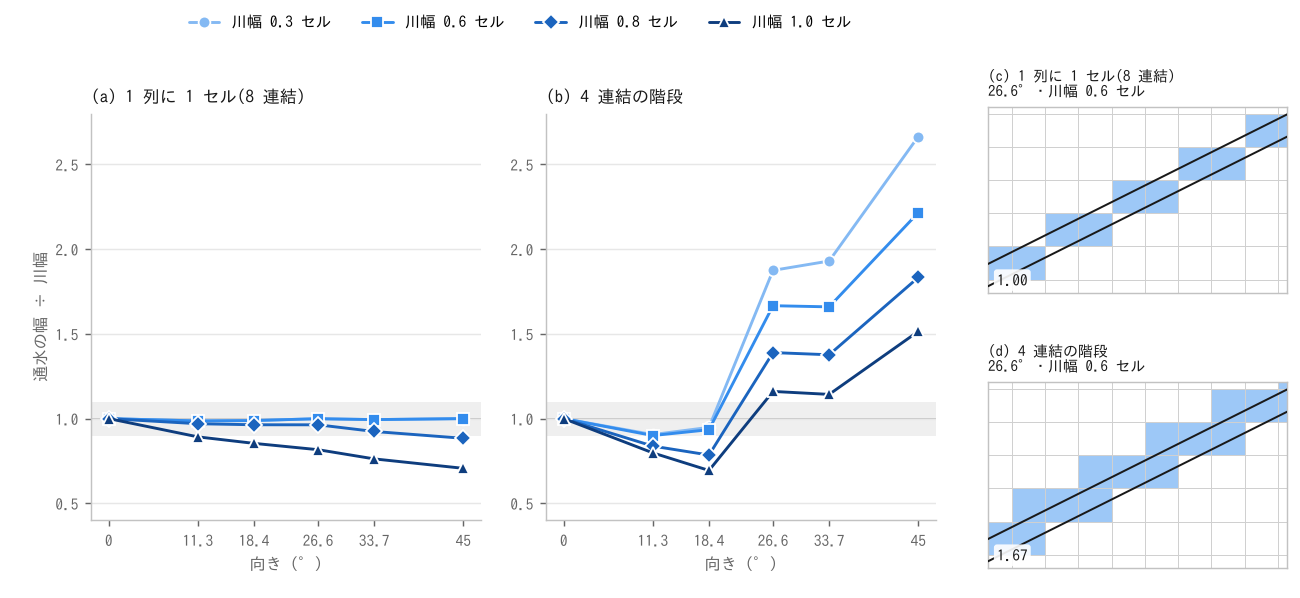 川幅 0.3 セル 川幅 0.6 セル 川幅 0.8 セル 川幅 1.0 セル
(a) 1 列に 1 セル(8 連結)
通水の幅 ÷ 川幅
2.5
2.0
1.5
1.0
0.5
0 11.3 18.4 26.6 33.7 45
向き (°)
(b) 4 連結の階段
2.5
2.0
1.5
1.0
0.5
0 11.3 18.4 26.6 33.7 45
向き (°)
(c) 1 列に 1 セル(8 連結)
26.6° ・川幅 0.6 セル
1.00
(d) 4 連結の階段
26.6° ・川幅 0.6 セル
1.67